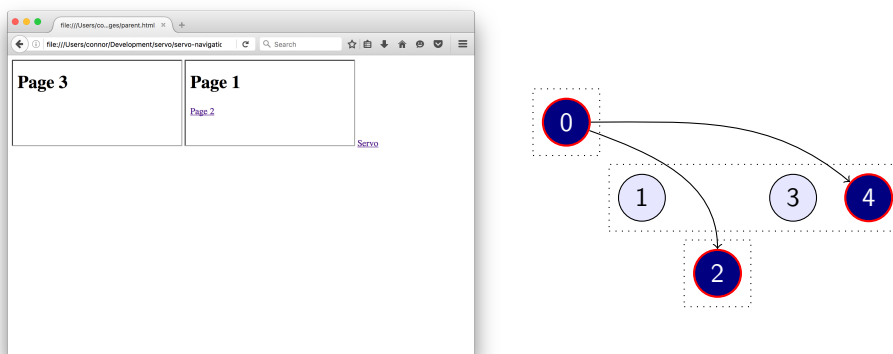 file:///Users/co...ges/parent.html
file:///Users/connor/Development/servo/servo-navigatio
Search
Page 3
Page 1
Page 2
Servo
0
1
3
4
2